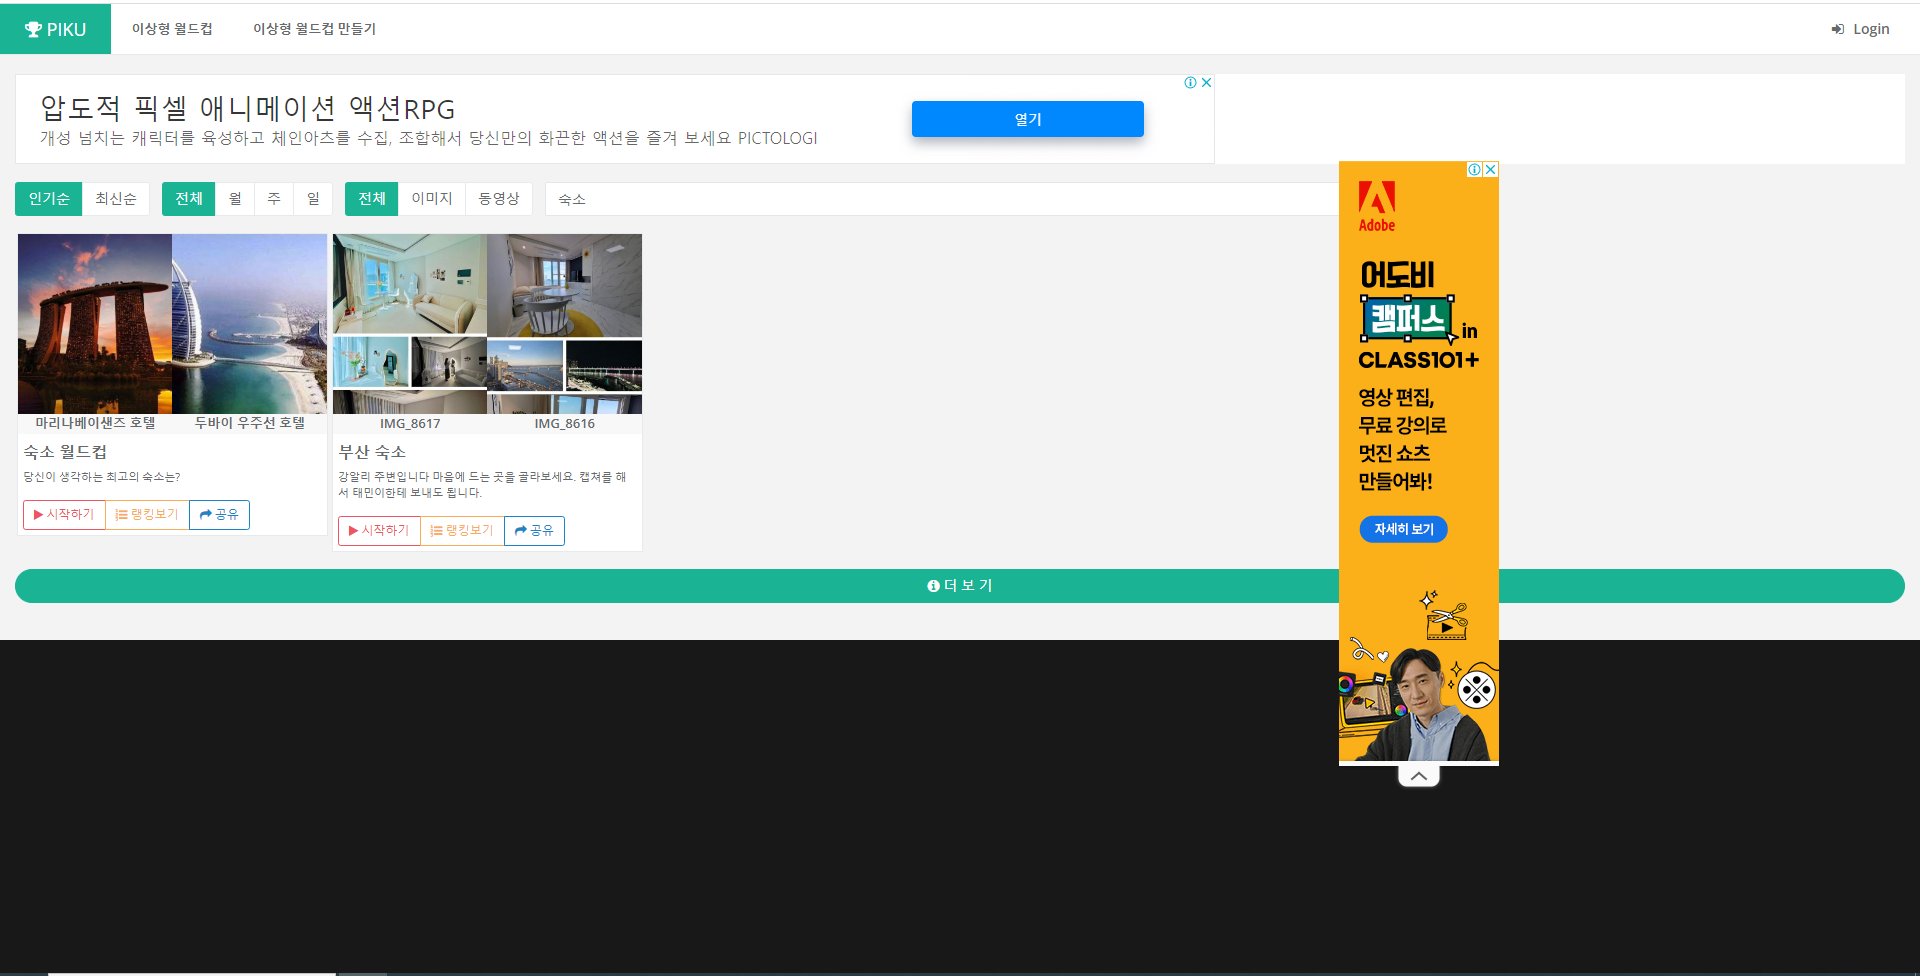 PIKU
이상형 월드컵
이상형 월드컵 만들기
Login
압도적 픽셀 애니메이션 액션RPG
개성 넘치는 캐릭터를 육성하고 체인아츠를 수집, 조합해서 당신만의 화끈한 액션을 즐겨 보세요 PICTOLOGI
열기
인기순
최신순
전체
월
주
일
전체
이미지
동영상
숙소
마리나베이샌즈 호텔
두바이 우주선 호텔
숙소 월드컵
당신이 생각하는 최고의 숙소는?
시작하기
랭킹보기
공유
IMG_8617
IMG_8616
부산 숙소
강알리 주변입니다 마음에 드는 곳을 골라보세요. 캡쳐를 해
서 태민이한테 보내도 됩니다.
시작하기
랭킹보기
공유
더 보 기
Adobe
어도비
캠퍼스
in
CLASS101+
영상 편집,
무료 강의로
멋진 쇼츠
만들어봐!
자세히 보기